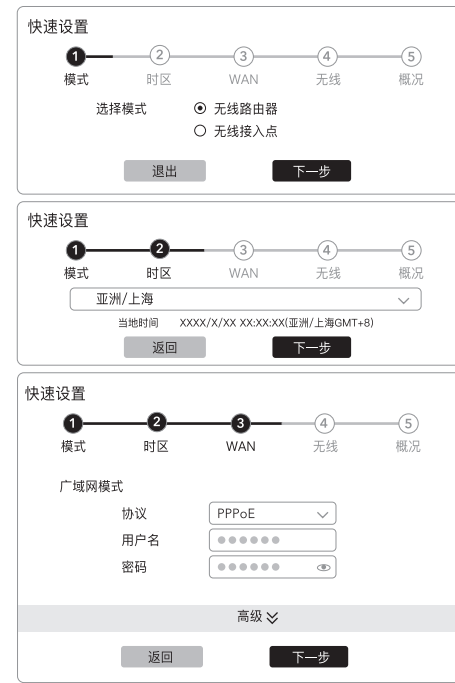 快速设置
1 2 3 4 5
模式 时区 WAN 无线 概况
选择模式 无线路由器
无线接入点
退出 下一步
快速设置
1 2 3 4 5
模式 时区 WAN 无线 概况
亚洲/上海
当地时间 XXXX/X/XX XX:XX:XX(亚洲/上海GMT+8)
返回 下一步
快速设置
1 2 3 4 5
模式 时区 WAN 无线 概况
广域网模式
协议 PPPoE
用户名
密码
高级
返回 下一步